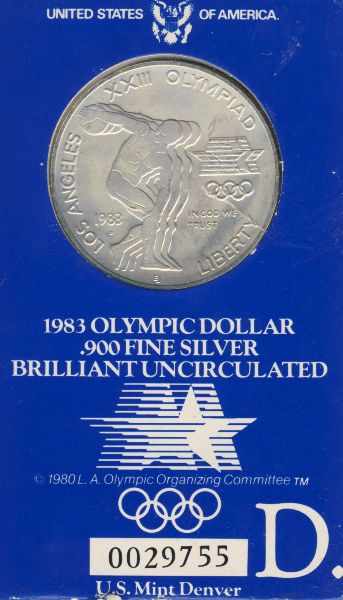 UNITED STATES OF AMERICA.
LOS ANGELES XXIII OLYMPIAD
1983
IN GOD WE
TRUST
LIBERTY
1983 OLYMPIC DOLLAR
.900 FINE SILVER
BRILLIANT UNCIRCULATED
© 1980 L. A. Olympic Organizing Committee TM
D.
0029755
U.S. Mint Denver